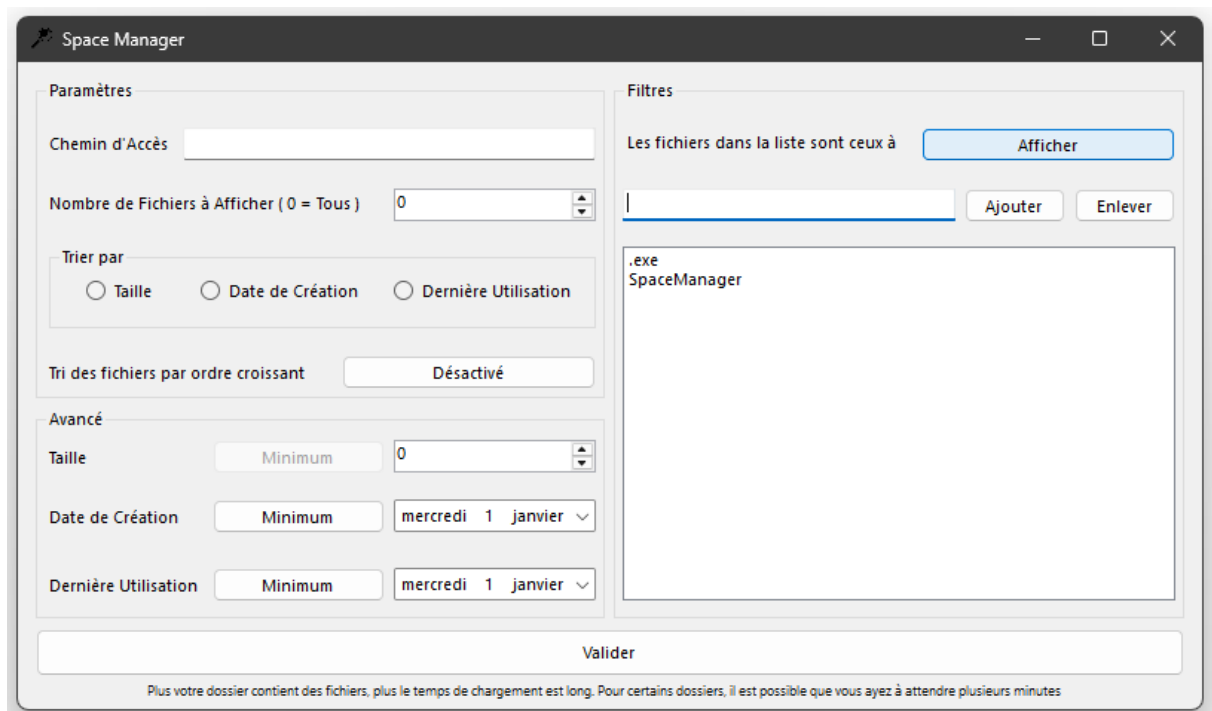 Space Manager
Paramètres
Chemin d'Accès
Nombre de Fichiers à Afficher ( 0 = Tous )
0
Trier par
Taille
Date de Création
Dernière Utilisation
Tri des fichiers par ordre croissant
Désactivé
Avancé
Taille
Minimum
0
Date de Création
Minimum
mercredi 1 janvier
Dernière Utilisation
Minimum
mercredi 1 janvier
Filtres
Les fichiers dans la liste sont ceux à
Afficher
Ajouter
Enlever
.exe
SpaceManager
Valider
Plus votre dossier contient des fichiers, plus le temps de chargement est long. Pour certains dossiers, il est possible que vous ayez à attendre plusieurs minutes